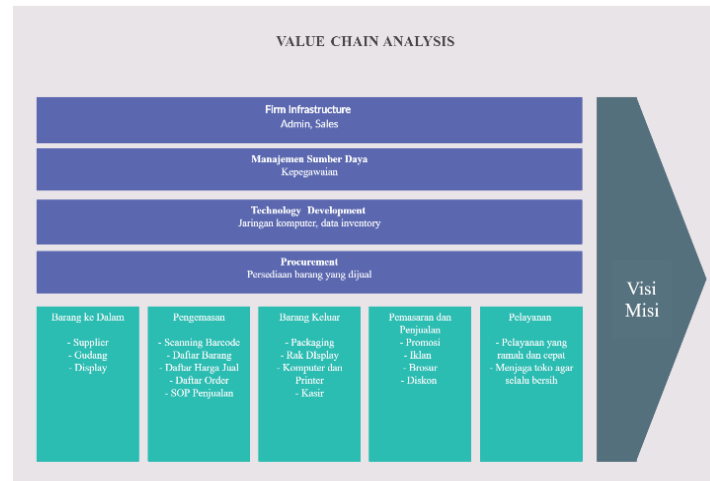 VALUE CHAIN ANALYSIS
Firm Infrastructure
Admin, Sales
Manajemen Sumber Daya
Kepegawaian
Technology Development
Jaringan komputer, data inventory
Procurement
Persediaan barang yang dijual
Visi
Misi
Barang ke Dalam
- Supplier
- Gudang
- Display
Pengemasan
- Scanning Barcode
- Daftar Barang
- Daftar Harga Jual
- Daftar Order
- SOP Penjualan
Barang Keluar
- Packaging
- Rak DIsplay
- Komputer dan
Printer
- Kasir
Pemasaran dan
Penjualan
- Promosi
- Iklan
- Brosur
- Diskon
Pelayanan
- Pelayanan yang
ramah dan cepat
- Menjaga toko agar
selalu bersih